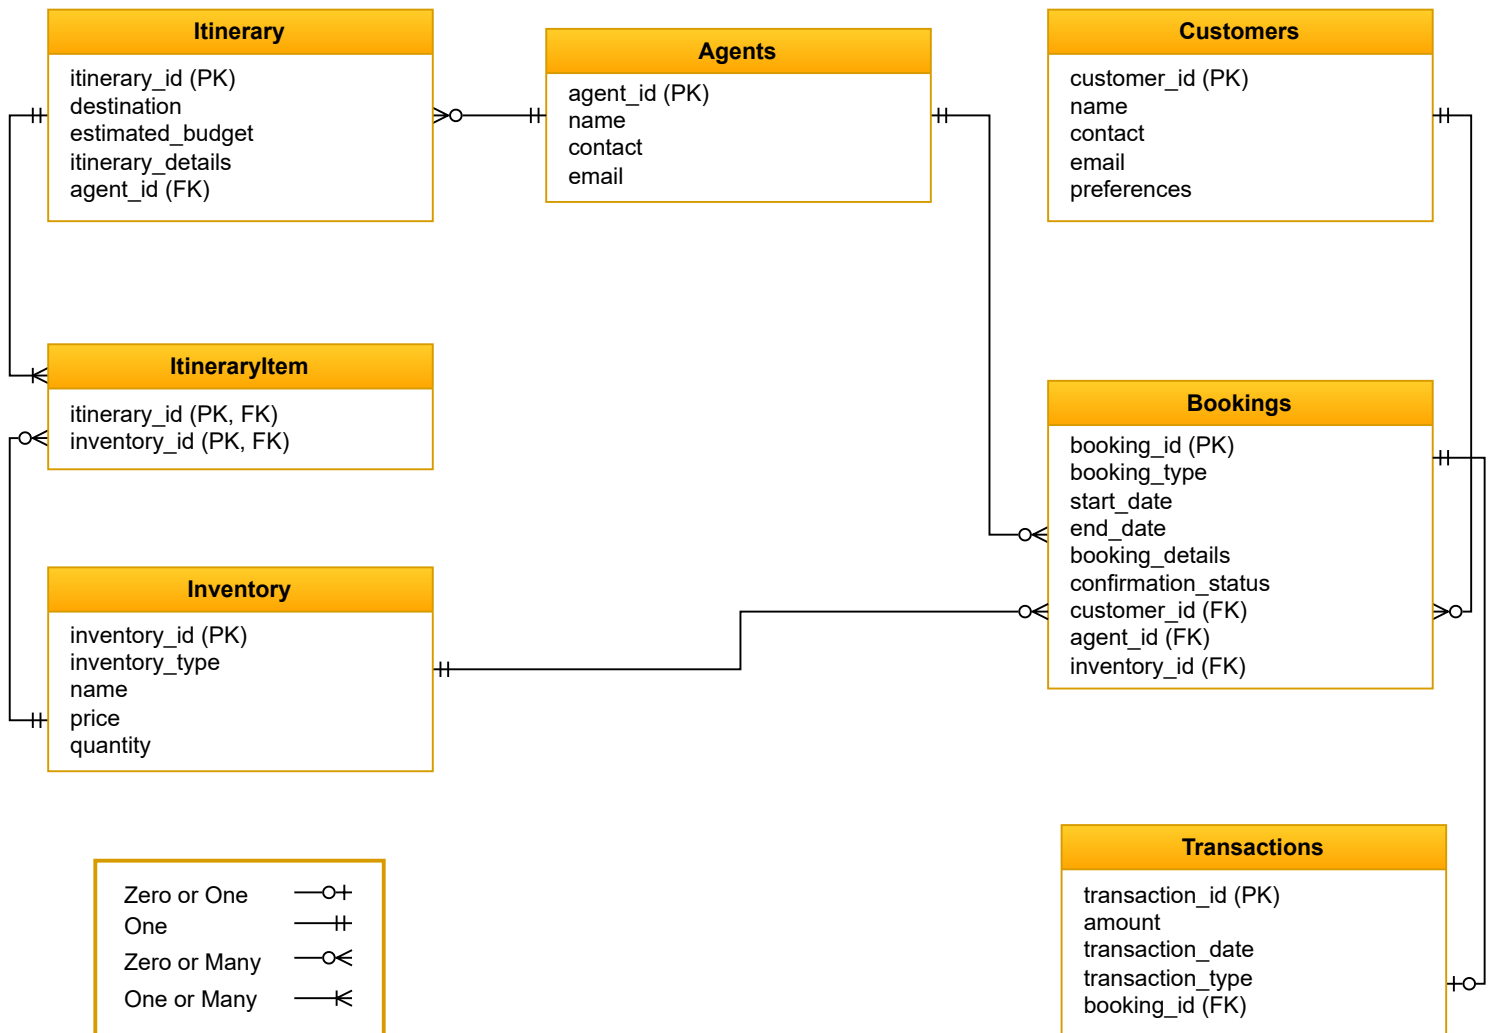 Itinerary
itinerary_id (PK)
destination
estimated_budget
itinerary_details
agent_id (FK)
Agents
agent_id (PK)
name
contact
email
Customers
customer_id (PK)
name
contact
email
preferences
ItineraryItem
itinerary_id (PK, FK)
inventory_id (PK, FK)
Bookings
booking_id (PK)
booking_type
start_date
end_date
booking_details
confirmation_status
customer_id (FK)
agent_id (FK)
inventory_id (FK)
Inventory
inventory_id (PK)
inventory_type
name
price
quantity
Transactions
transaction_id (PK)
amount
transaction_date
transaction_type
booking_id (FK)
Zero or One
One
Zero or Many
One or Many